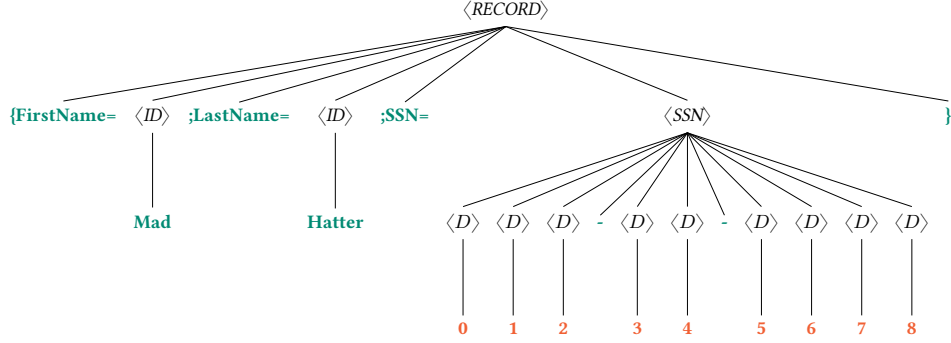 ⟨RECORD⟩
{FirstName= ⟨ID⟩ ;LastName= ⟨ID⟩ ;SSN= ⟨SSN⟩ }
Mad Hatter ⟨D⟩ ⟨D⟩ ⟨D⟩ - ⟨D⟩ ⟨D⟩ - ⟨D⟩ ⟨D⟩ ⟨D⟩ ⟨D⟩
0 1 2 3 4 5 6 7 8